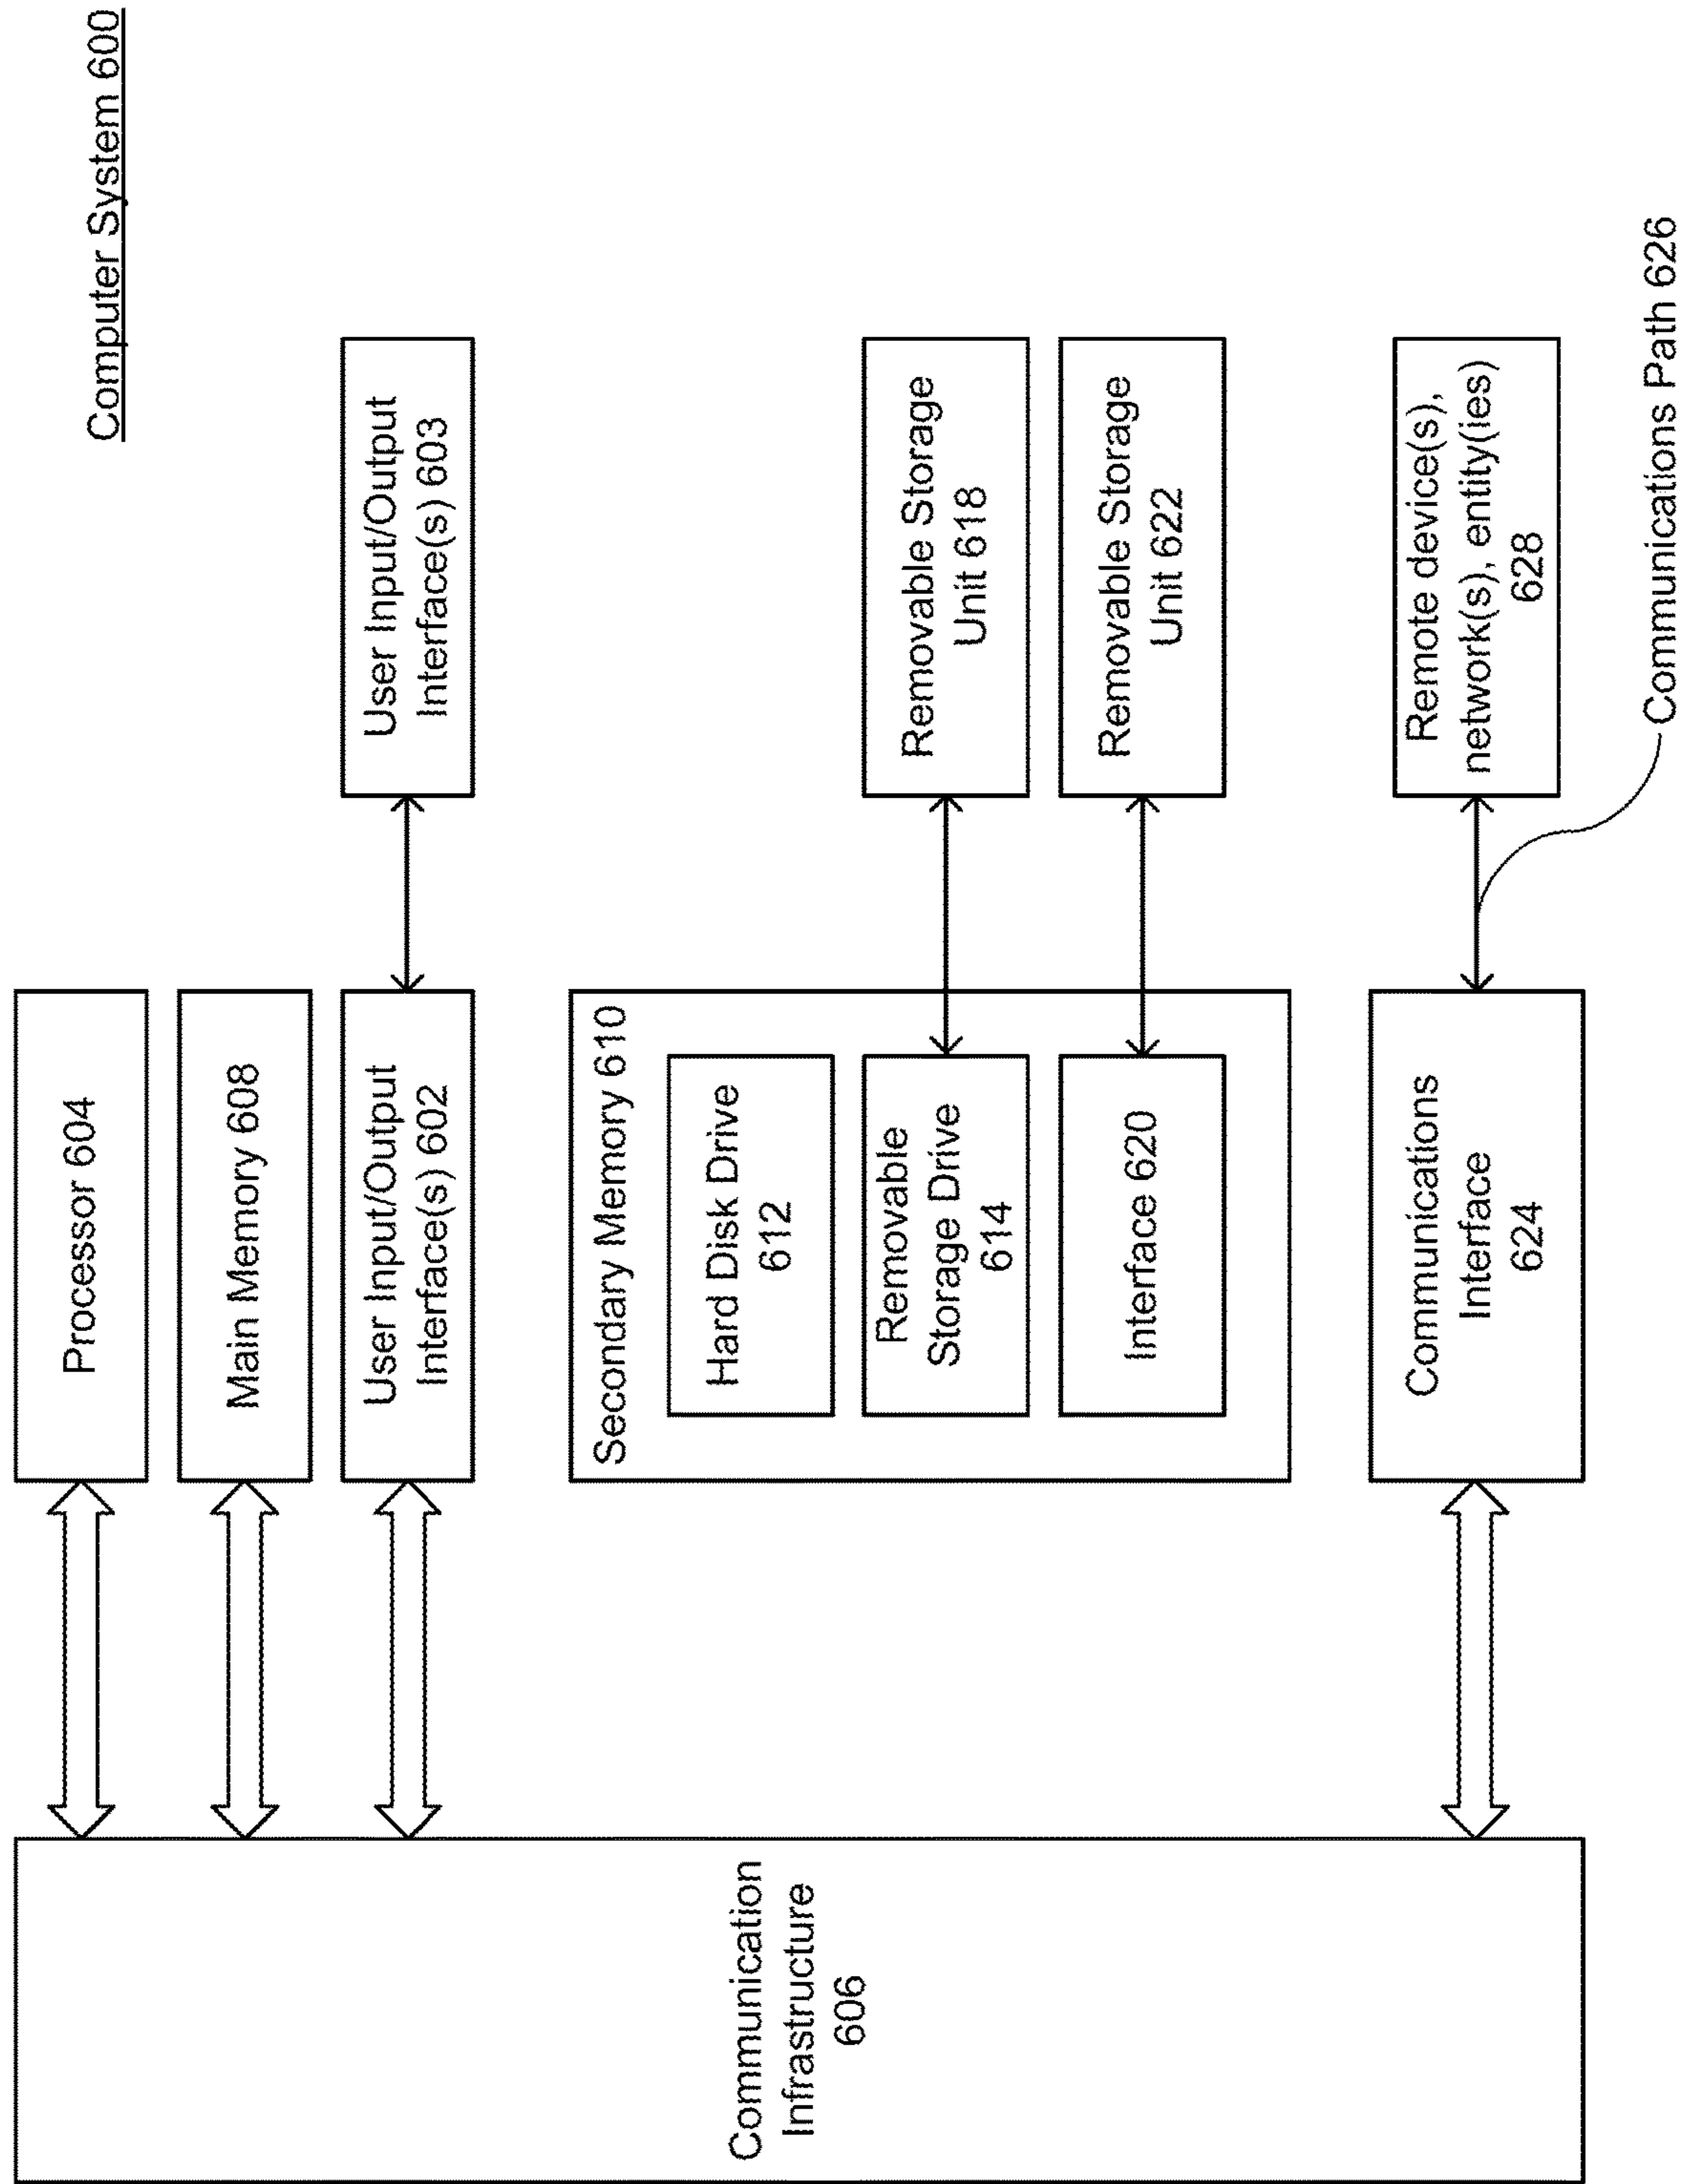 Computer System 600
Processor 604
Main Memory 608
User Input/Output
Interface(s) 602
User Input/Output
Interface(s) 603
Communication
Infrastructure
606
Secondary Memory 610
Hard Disk Drive
612
Removable
Storage Drive
614
Removable Storage
Unit 618
Interface 620
Removable Storage
Unit 622
Communications
Interface
624
Remote device(s),
network(s), entity(ies)
628
Communications Path 626